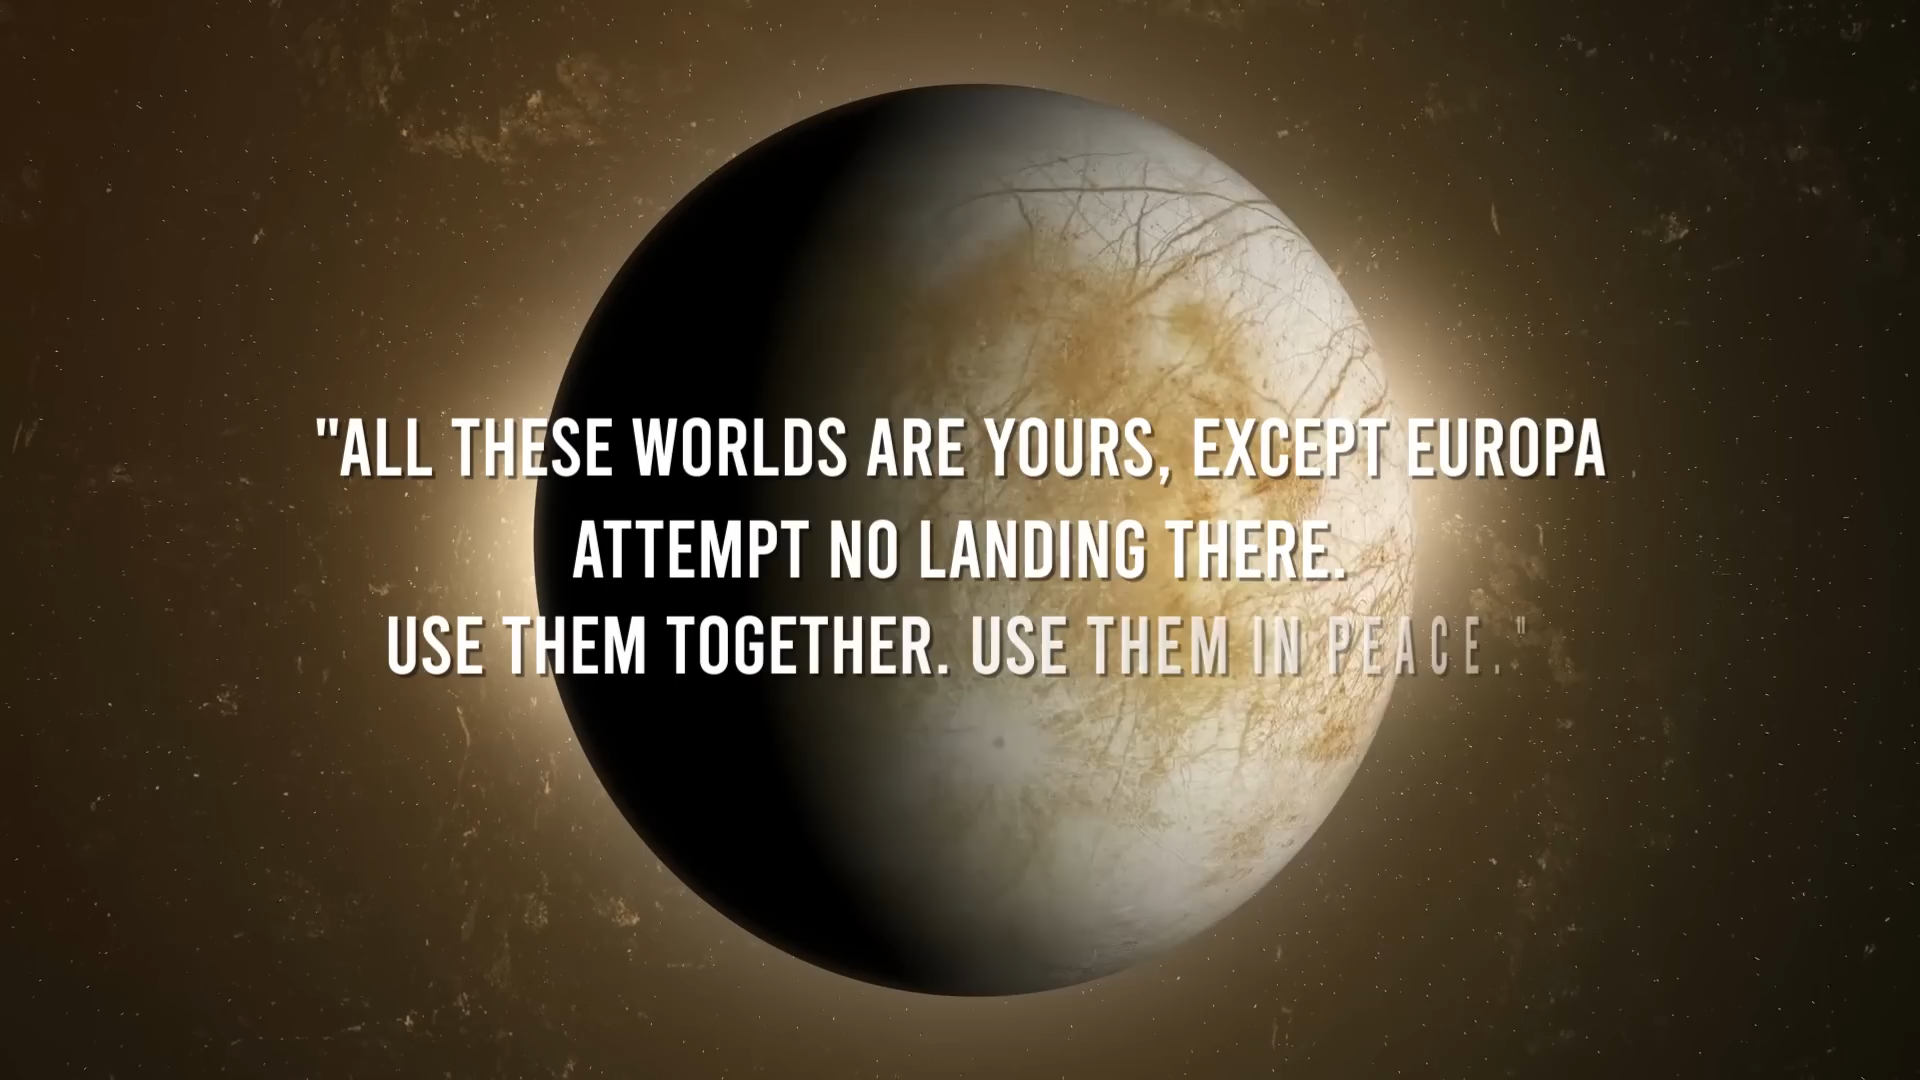 "ALL THESE WORLDS ARE YOURS, EXCEPT EUROPA
ATTEMPT NO LANDING THERE.
USE THEM TOGETHER. USE THEM IN PEACE."